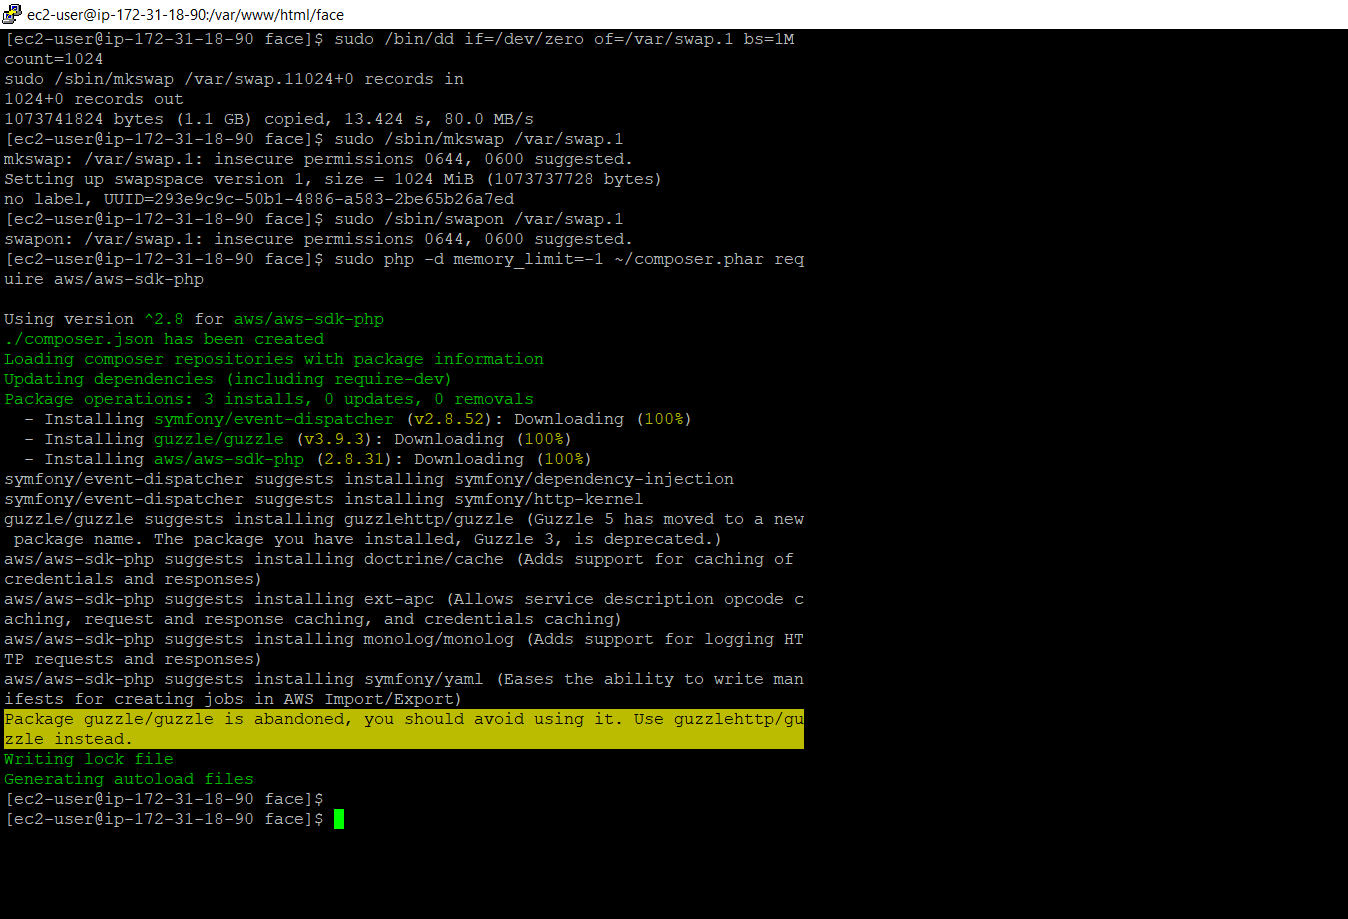 ec2-user@ip-172-31-18-90:/var/www/html/face
[ec2-user@ip-172-31-18-90 face]$ sudo /bin/dd if=/dev/zero of=/var/swap.1 bs=1M
count=1024
sudo /sbin/mkswap /var/swap.11024+0 records in
1024+0 records out
1073741824 bytes (1.1 GB) copied, 13.424 s, 80.0 MB/s
[ec2-user@ip-172-31-18-90 face]$ sudo /sbin/mkswap /var/swap.1
mkswap: /var/swap.1: insecure permissions 0644, 0600 suggested.
Setting up swapspace version 1, size = 1024 MiB (1073737728 bytes)
no label, UUID=293e9c9c-50b1-4886-a583-2be65b26a7ed
[ec2-user@ip-172-31-18-90 face]$ sudo /sbin/swapon /var/swap.1
swapon: /var/swap.1: insecure permissions 0644, 0600 suggested.
[ec2-user@ip-172-31-18-90 face]$ sudo php -d memory_limit=-1 ~/composer.phar req
uire aws/aws-sdk-php
Using version ^2.8 for aws/aws-sdk-php
./composer.json has been created
Loading composer repositories with package information
Updating dependencies (including require-dev)
Package operations: 3 installs, 0 updates, 0 removals
  - Installing symfony/event-dispatcher (v2.8.52): Downloading (100%)
  - Installing guzzle/guzzle (v3.9.3): Downloading (100%)
  - Installing aws/aws-sdk-php (2.8.31): Downloading (100%)
symfony/event-dispatcher suggests installing symfony/dependency-injection
symfony/event-dispatcher suggests installing symfony/http-kernel
guzzle/guzzle suggests installing guzzlehttp/guzzle (Guzzle 5 has moved to a new
 package name. The package you have installed, Guzzle 3, is deprecated.)
aws/aws-sdk-php suggests installing doctrine/cache (Adds support for caching of
credentials and responses)
aws/aws-sdk-php suggests installing ext-apc (Allows service description opcode c
aching, request and response caching, and credentials caching)
aws/aws-sdk-php suggests installing monolog/monolog (Adds support for logging HT
TP requests and responses)
aws/aws-sdk-php suggests installing symfony/yaml (Eases the ability to write man
ifests for creating jobs in AWS Import/Export)
Package guzzle/guzzle is abandoned, you should avoid using it. Use guzzlehttp/gu
zzle instead.
Writing lock file
Generating autoload files
[ec2-user@ip-172-31-18-90 face]$
[ec2-user@ip-172-31-18-90 face]$